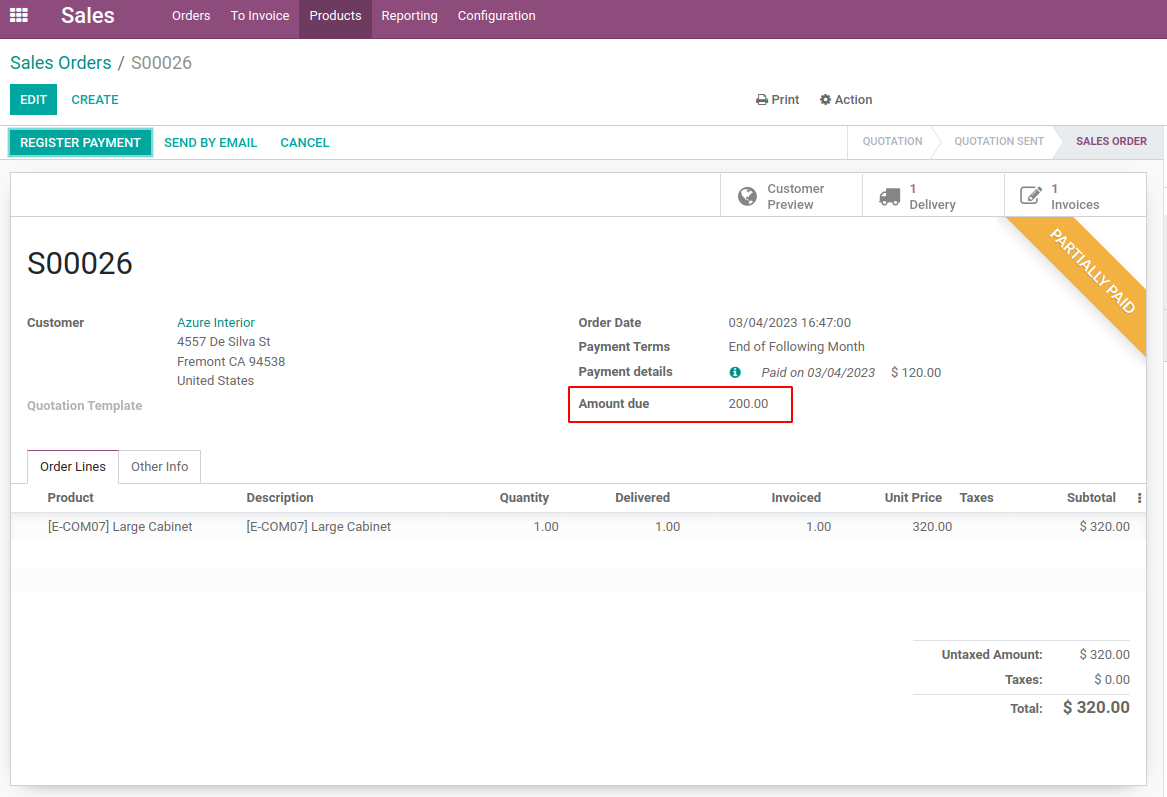 Sales Orders To Invoice Products Reporting Configuration
Sales Orders / S00026
EDIT CREATE Print Action
REGISTER PAYMENT SEND BY EMAIL CANCEL QUOTATION QUOTATION SENT SALES ORDER
Customer Preview 1 Delivery 1 Invoices
PARTIALLY PAID
S00026
Customer Azure Interior
4557 De Silva St
Fremont CA 94538
United States
Quotation Template
Order Date 03/04/2023 16:47:00
Payment Terms End of Following Month
Payment details Paid on 03/04/2023 $ 120.00
Amount due 200.00
Order Lines Other Info
Product Description Quantity Delivered Invoiced Unit Price Taxes Subtotal
[E-COM07] Large Cabinet [E-COM07] Large Cabinet 1.00 1.00 1.00 320.00 $ 320.00
Untaxed Amount: $ 320.00
Taxes: $ 0.00
Total: $ 320.00